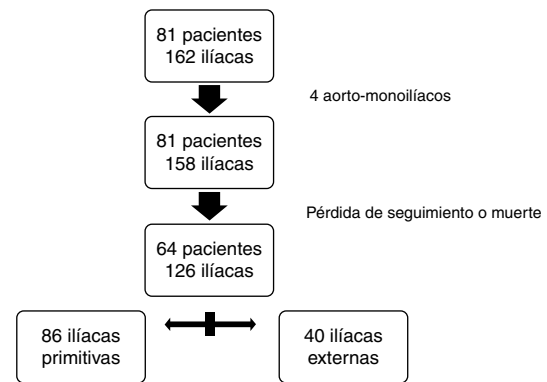 81 pacientes
162 ilíacas
4 aorto-monoilíacos
81 pacientes
158 ilíacas
Pérdida de seguimiento o muerte
64 pacientes
126 ilíacas
86 ilíacas
primitivas
40 ilíacas
externas